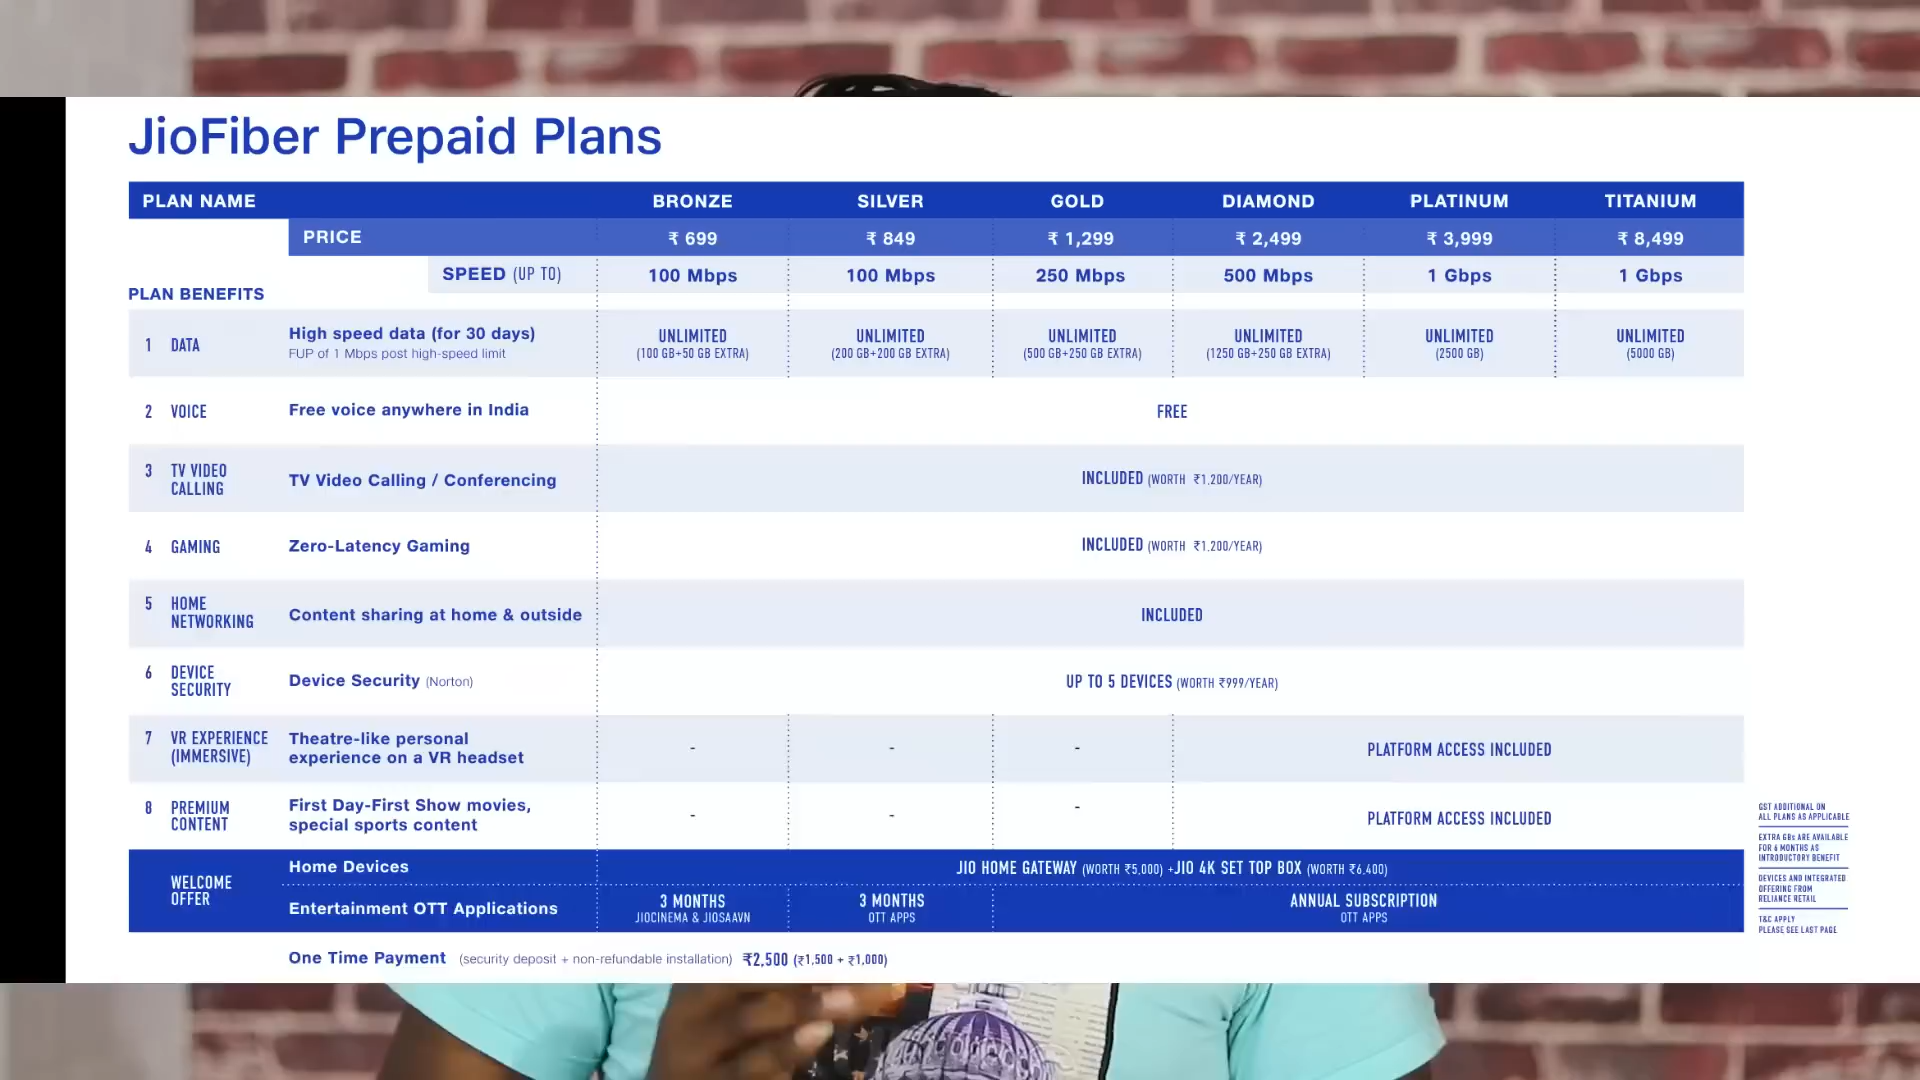 JioFiber Prepaid Plans
PLAN NAME BRONZE SILVER GOLD DIAMOND PLATINUM TITANIUM
PRICE ₹ 699 ₹ 849 ₹ 1,299 ₹ 2,499 ₹ 3,999 ₹ 8,499
SPEED (UP TO) 100 Mbps 100 Mbps 250 Mbps 500 Mbps 1 Gbps 1 Gbps
PLAN BENEFITS
1 DATA High speed data (for 30 days) UNLIMITED UNLIMITED UNLIMITED UNLIMITED UNLIMITED UNLIMITED
FUP of 1 Mbps post high-speed limit (100 GB+50 GB EXTRA) (200 GB+200 GB EXTRA) (500 GB+250 GB EXTRA) (1250 GB+250 GB EXTRA) (2500 GB) (5000 GB)
2 VOICE Free voice anywhere in India FREE
3 TV VIDEO
CALLING TV Video Calling / Conferencing INCLUDED (WORTH ₹1,200/YEAR)
4 GAMING Zero-Latency Gaming INCLUDED (WORTH ₹1,200/YEAR)
5 HOME
NETWORKING Content sharing at home & outside INCLUDED
6 DEVICE
SECURITY Device Security (Norton) UP TO 5 DEVICES (WORTH ₹999/YEAR)
7 VR EXPERIENCE Theatre-like personal
(IMMERSIVE) experience on a VR headset - - - PLATFORM ACCESS INCLUDED
8 PREMIUM First Day-First Show movies,
CONTENT special sports content - - - PLATFORM ACCESS INCLUDED
WELCOME
OFFER
Home Devices JIO HOME GATEWAY (WORTH ₹5,000) +JIO 4K SET TOP BOX (WORTH ₹6,400)
Entertainment OTT Applications 3 MONTHS 3 MONTHS ANNUAL SUBSCRIPTION
JIOCINEMA & JIOSAAVN OTT APPS OTT APPS
One Time Payment (security deposit + non-refundable installation) ₹2,500 (₹1,500 + ₹1,000)
GST ADDITIONAL ON
ALL PLANS AS APPLICABLE
EXTRA GBs ARE AVAILABLE
FOR 6 MONTHS AS
INTRODUCTORY BENEFIT
DEVICES AND INTEGRATED
OFFERING FROM
RELIANCE RETAIL
T&C APPLY
PLEASE SEE LAST PAGE